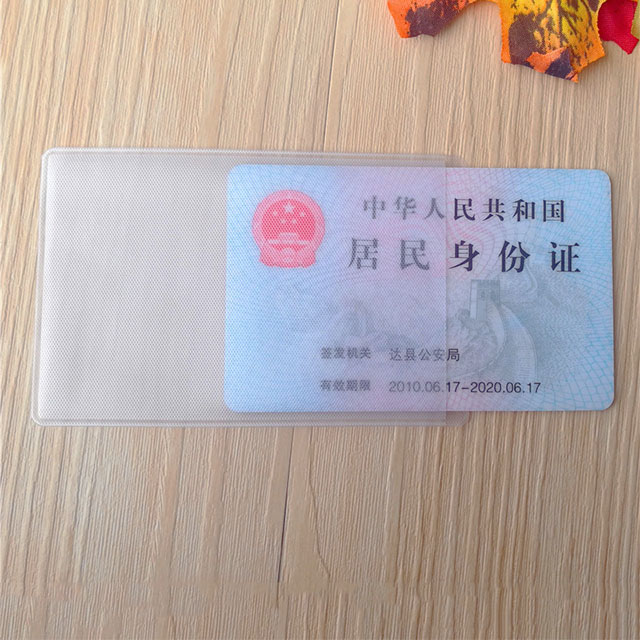 中华人民共和国
居民身份证
签发机关 达县公安局
有效期限 2010.06.17-2020.06.17